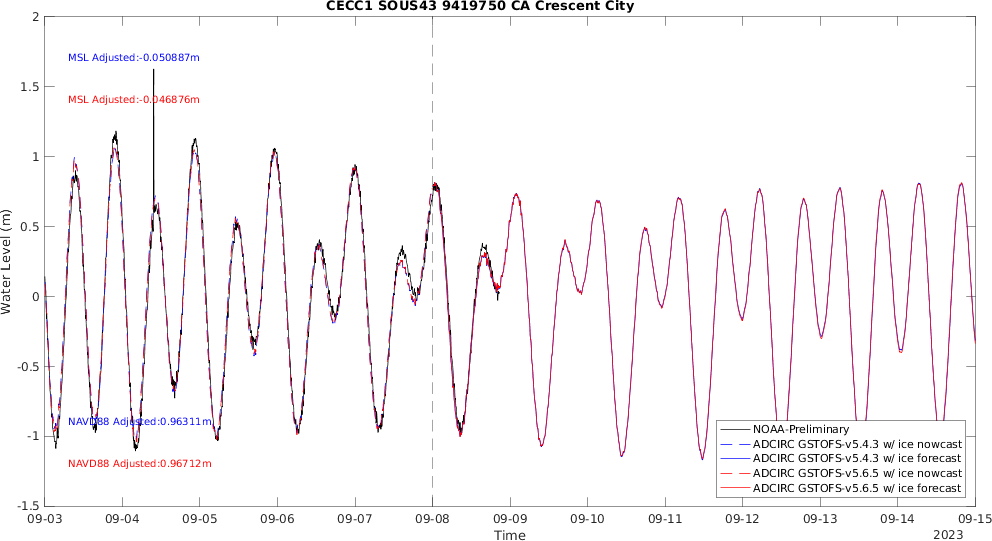 CECC1 SOUS43 9419750 CA Crescent City
2
1.5
1
0.5
0
-0.5
-1
-1.5
Water Level (m)
MSL Adjusted:-0.050887m
MSL Adjusted:-0.046876m
NAVD88 Adjusted:0.96311m
NAVD88 Adjusted:0.96712m
NOAA-Preliminary
ADCIRC GSTOFS-v5.4.3 w/ ice nowcast
ADCIRC GSTOFS-v5.4.3 w/ ice forecast
ADCIRC GSTOFS-v5.6.5 w/ ice nowcast
ADCIRC GSTOFS-v5.6.5 w/ ice forecast
09-03 09-04 09-05 09-06 09-07 09-08 09-09 09-10 09-11 09-12 09-13 09-14 09-15
Time
2023